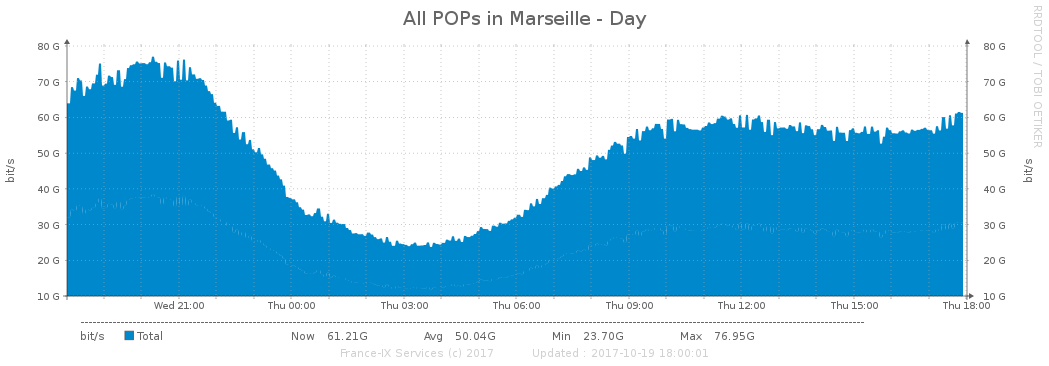 All POPs in Marseille - Day
RRDTOOL / TOBI OETIKER
bit/s
80 G
70 G
60 G
50 G
40 G
30 G
20 G
10 G
80 G
70 G
60 G
50 G
40 G
30 G
20 G
10 G
bit/s
Wed 21:00 Thu 00:00 Thu 03:00 Thu 06:00 Thu 09:00 Thu 12:00 Thu 15:00 Thu 18:00
bit/s Total Now 61.21G Avg 50.04G Min 23.70G Max 76.95G
France-IX Services (c) 2017 Updated : 2017-10-19 18:00:01